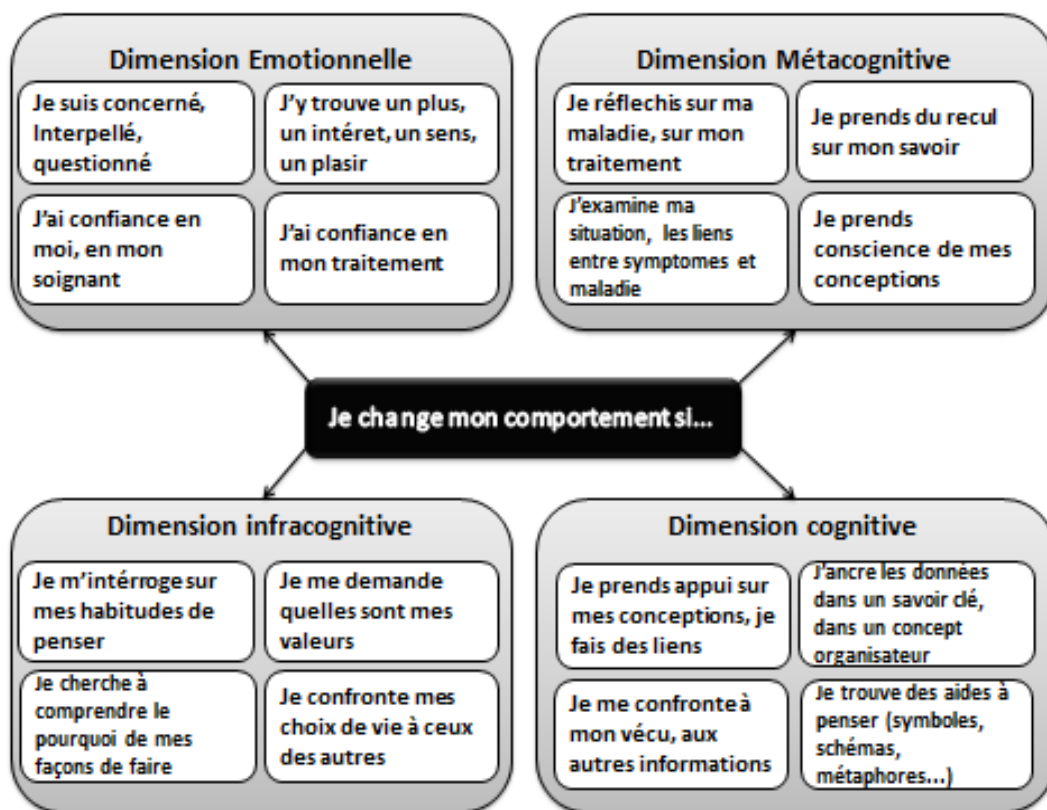 Dimension Emotionnelle
Je suis concerné,
Interpellé,
questionné
J'y trouve un plus,
un intéret, un sens,
un plasir
J'ai confiance en
moi, en mon
soignant
J'ai confiance en
mon traitement
Dimension Métacognitive
Je réflechis sur ma
maladie, sur mon
traitement
Je prends du recul
sur mon savoir
J'examine ma
situation, les liens
entre symptomes et
maladie
Je prends
conscience de mes
conceptions
Je change mon comportement si...
Dimension infracognitive
Je m'intérroge sur
mes habitudes de
penser
Je me demande
quelles sont mes
valeurs
Je cherche à
comprendre le
pourquoi de mes
façons de faire
Je confronte mes
choix de vie à ceux
des autres
Dimension cognitive
Je prends appui sur
mes conceptions, je
fais des liens
J'ancre les données
dans un savoir clé,
dans un concept
organisateur
Je me confronte à
mon vécu, aux
autres informations
Je trouve des aides à
penser (symboles,
schémas,
métaphores...)